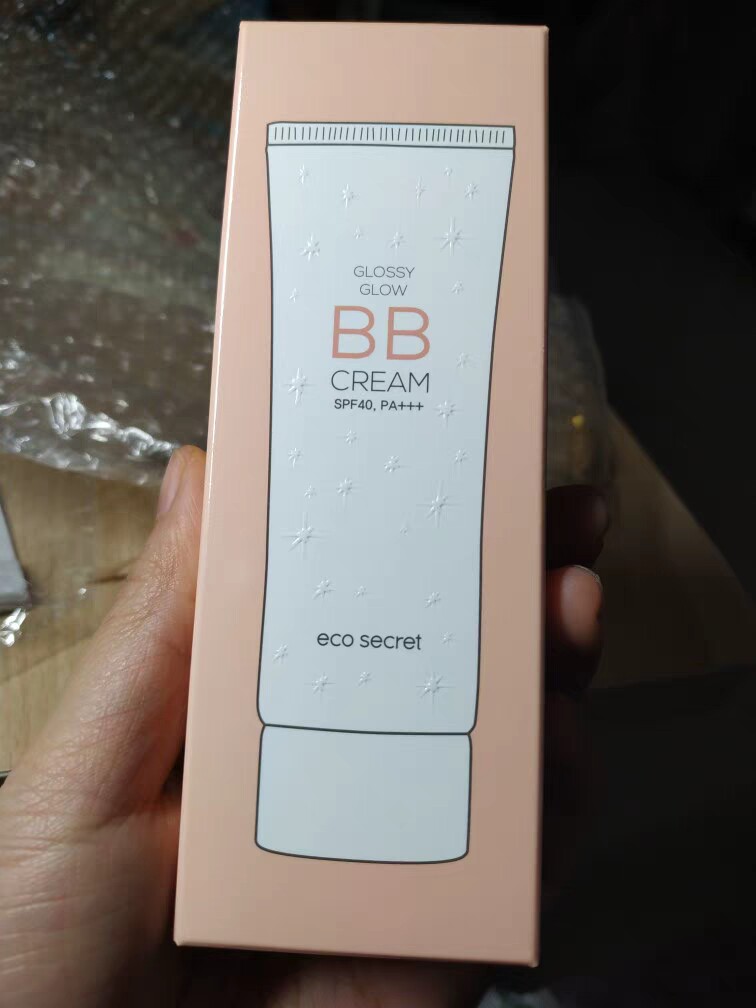 GLOSSY
GLOW
BB
CREAM
SPF40, PA+++
eco secret